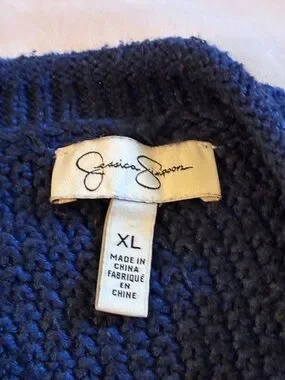 Jessica Simpson
XL
MADE IN
CHINA
FABRIQUÉ
EN
CHINE